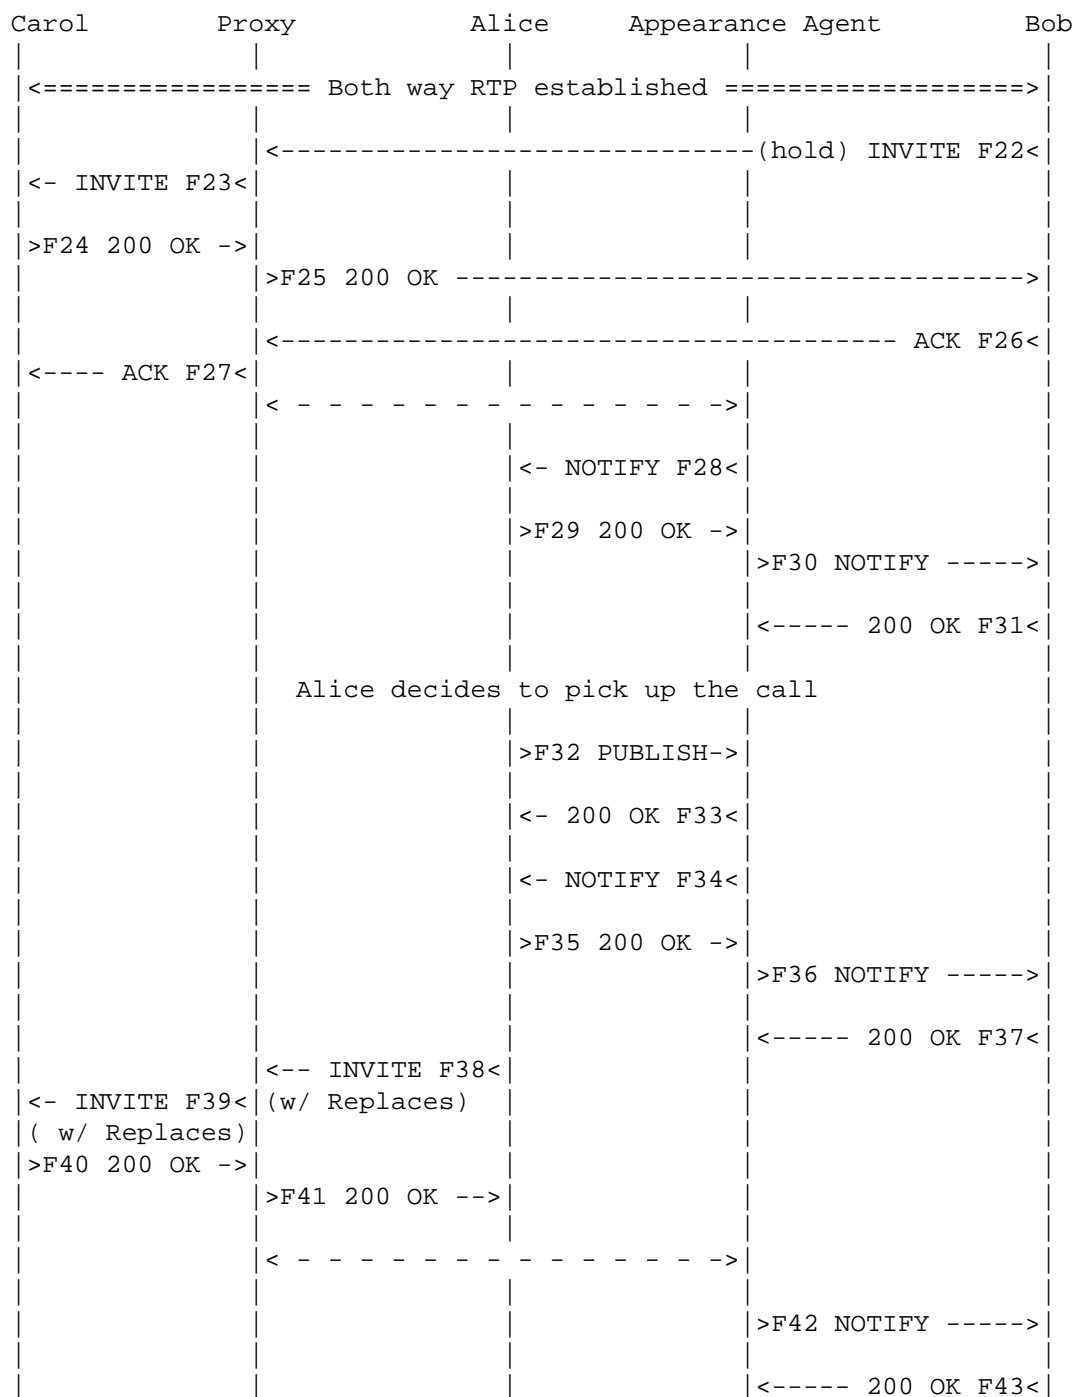 Carol Proxy Alice Appearance Agent Bob
| | | | |
|<================= Both way RTP established ===================>|
| | | | |
| |<------------------------------(hold) INVITE F22<|
|<- INVITE F23<| | | |
| | | | |
|>F24 200 OK ->| | | |
| |>F25 200 OK ------------------------------------>|
| | | | |
| |<--------------------------------------- ACK F26<|
|<---- ACK F27<| | | |
| |< - - - - - - - - - - - - - ->| |
| | | | |
| | |<- NOTIFY F28<| |
| | | | |
| | |>F29 200 OK ->| |
| | | |>F30 NOTIFY ----->|
| | | | |
| | | |<----- 200 OK F31<|
| | | | |
| | Alice decides to pick up the call |
| | | | |
| | |>F32 PUBLISH->| |
| | | | |
| | |<- 200 OK F33<| |
| | | | |
| | |<- NOTIFY F34<| |
| | | | |
| | |>F35 200 OK ->| |
| | | |>F36 NOTIFY ----->|
| | | | |
| | | |<----- 200 OK F37<|
| |<-- INVITE F38<| | |
|<- INVITE F39<|(w/ Replaces) | | |
|( w/ Replaces)| | | |
|>F40 200 OK ->| | | |
| |>F41 200 OK -->| | |
| | | | |
| |< - - - - - - - - - - - - - ->| |
| | | | |
| | | |>F42 NOTIFY ----->|
| | | | |
| | | |<----- 200 OK F43<|